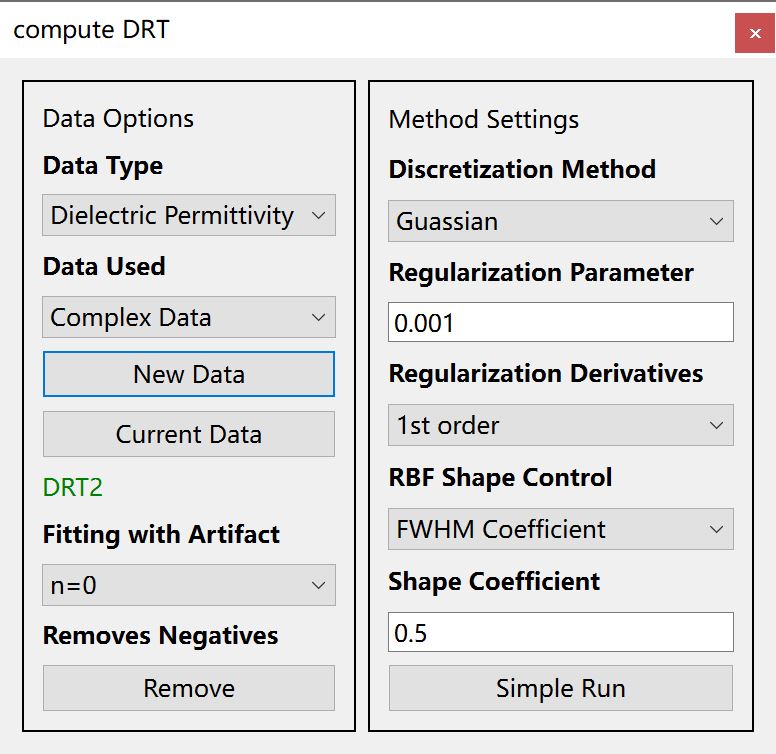 compute DRT
Data Options
Data Type
Dielectric Permittivity
Data Used
Complex Data
New Data
Current Data
DRT2
Fitting with Artifact
n=0
Removes Negatives
Remove
Method Settings
Discretization Method
Guassian
Regularization Parameter
0.001
Regularization Derivatives
1st order
RBF Shape Control
FWHM Coefficient
Shape Coefficient
0.5
Simple Run